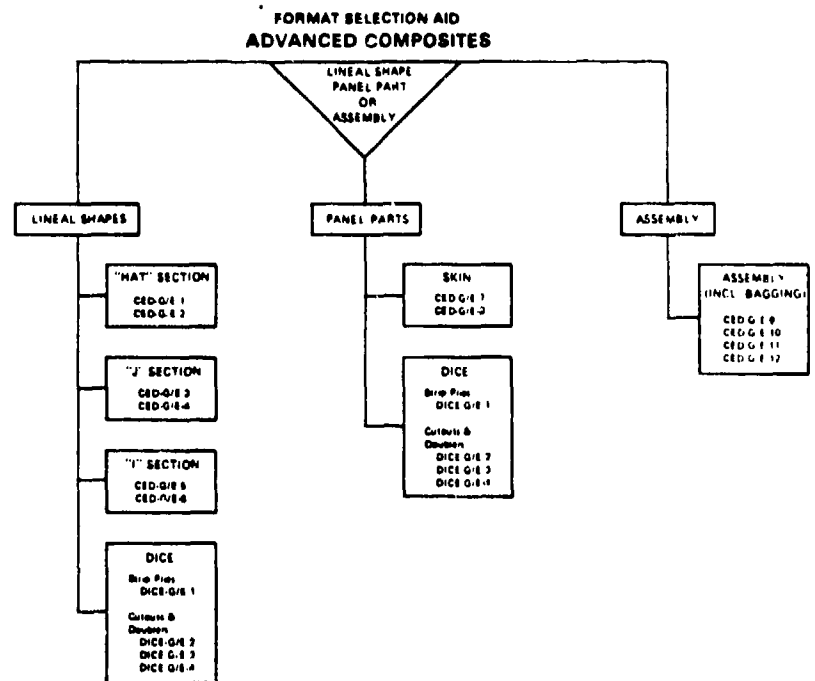 FORMAT SELECTION AID
ADVANCED COMPOSITES
LINEAL SHAPE
PANEL PART
OR
ASSEMBLY
LINEAL SHAPES
PANEL PARTS
ASSEMBLY
"HAT" SECTION
CED-G/E-1
CED-G/E-2
"J" SECTION
CED-G/E-3
CED-G/E-4
"I" SECTION
CED-G/E-5
CED-G/E-6
DICE
Strip Plies
DICE-G/E-1
Cutouts &
Doublers
DICE-G/E-2
DICE G/E-3
DICE G/E-4
SKIN
CED-G/E-7
CED-G/E-
DICE
Strip Plies
DICE G/E-1
Cutouts &
Doublers
DICE G/E-2
DICE G/E-3
DICE G/E-4
ASSEMBLY
(INCL. BAGGING)
CED G E 9
CED G E 10
CED G E 11
CED G E 12